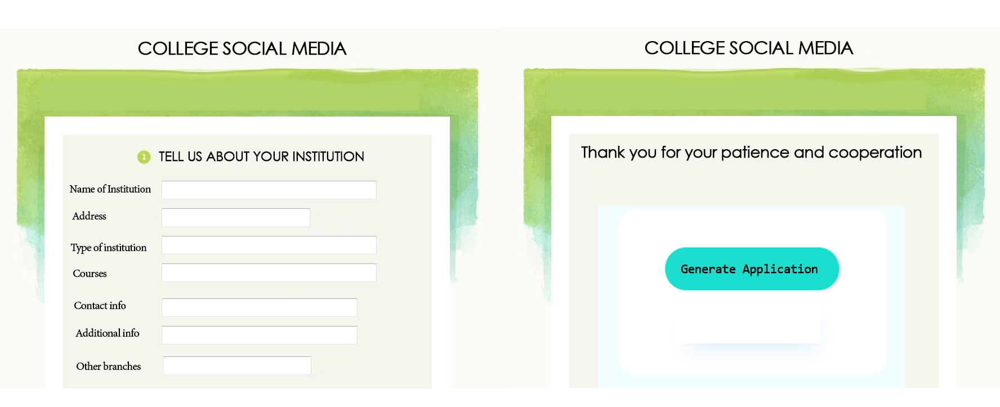 COLLEGE SOCIAL MEDIA
1 TELL US ABOUT YOUR INSTITUTION
Name of Institution
Address
Type of institution
Courses
Contact info
Additional info
Other branches
COLLEGE SOCIAL MEDIA
Thank you for your patience and cooperation
Generate Application